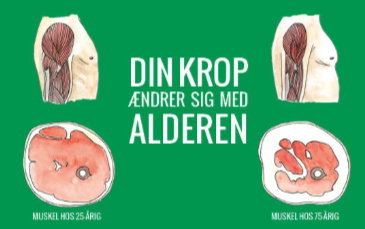 DIN KROP
ÆNDRER SIG MED
ALDEREN
MUSKEL HOS 25-ÅRIG
MUSKEL HOS 75-ÅRIG